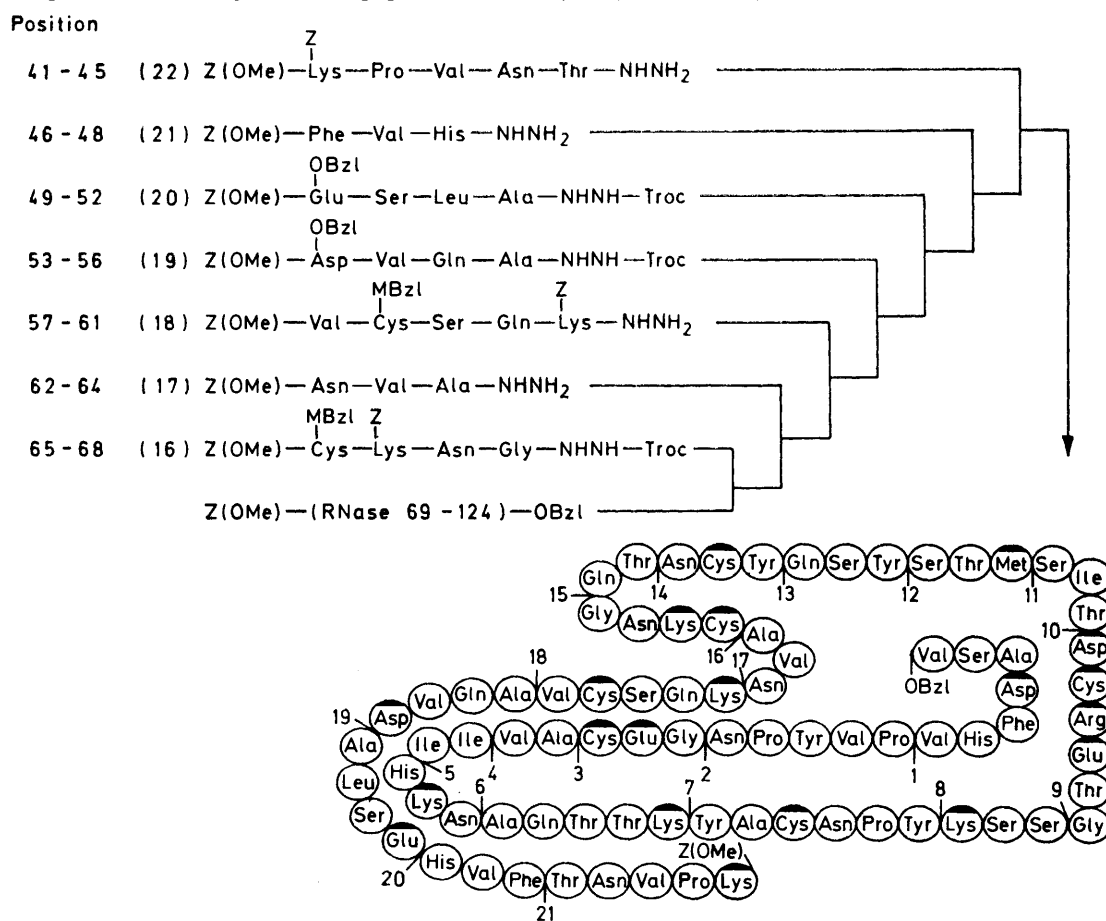 Position
Z
41-45 (22) Z(OMe)—Lys—Pro—Val—Asn—Thr—NHNH2
46-48 (21) Z(OMe)—Phe—Val—His—NHNH2
OBzl
49-52 (20) Z(OMe)—Glu—Ser—Leu—Ala—NHNH—Troc
OBzl
53-56 (19) Z(OMe)—Asp—Val—Gln—Ala—NHNH—Troc
MBzl Z
57-61 (18) Z(OMe)—Val—Cys—Ser—Gln—Lys—NHNH2
62-64 (17) Z(OMe)—Asn—Val—Ala—NHNH2
MBzl Z
65-68 (16) Z(OMe)—Cys—Lys—Asn—Gly—NHNH—Troc
Z(OMe)—(RNase 69-124)—OBzl
Gln Thr Asn Cys Tyr Gln Ser Tyr Ser Thr Met Ser Ile
15 14 13 12 11
Gly Asn Lys Cys Ala Val Thr
16 10
18 17 Val Ser Ala Asp
OBzl
Asp Val Gln Ala Val Cys Ser Gln Lys Asn Asp Cys
19
Ala Ile Ile Val Ala Cys Glu Gly Asn Pro Tyr Val Pro Val His Phe Arg
5 4 3 2 1
Leu His Glu
6 7 8 9
Ser Lys Asn Ala Gln Thr Thr Lys Tyr Ala Cys Asn Pro Tyr Lys Ser Ser Gly Thr
Z(OMe)
Glu His Val Phe Thr Asn Val Pro Lys
20 21